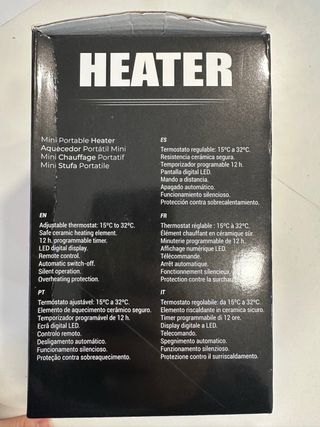 HEATER
Mini Portable Heater
Aquecedor Portátil Mini
Mini Chauffage Portatif
Mini Stufa Portatile
ES
Termostato regulable: 15ºC a 32ºC.
Resistencia cerámica segura.
Temporizador programable 12 h.
Pantalla digital LED.
Mando a distancia.
Apagado automático.
Funcionamiento silencioso.
Protección contra sobrecalentamiento.
EN
Adjustable thermostat: 15ºC to 32ºC.
Safe ceramic heating element.
12 h. programmable timer.
LED digital display.
Remote control.
Automatic switch-off.
Silent operation.
Overheating protection.
FR
Thermostat réglable : 15ºC à 32ºC.
Élément chauffant en céramique sûr.
Minuterie programmable de 12 h.
Affichage numérique LED.
Télécommande.
Arrêt automatique.
Fonctionnement silencieux.
Protection contre la surchauffe.
PT
Termóstato ajustável: 15ºC a 32ºC.
Elemento de aquecimento cerâmico seguro.
Temporizador programável de 12 h.
Ecrã digital LED.
Controlo remoto.
Desligamento automático.
Funcionamento silencioso.
Proteção contra sobreaquecimento.
IT
Termostato regolabile: da 15ºC a 32ºC.
Elemento riscaldante in ceramica sicuro.
Timer programmabile di 12 ore.
Display digitale a LED.
Telecomando.
Spegnimento automatico.
Funzionamento silenzioso.
Protezione contro il surriscaldamento.